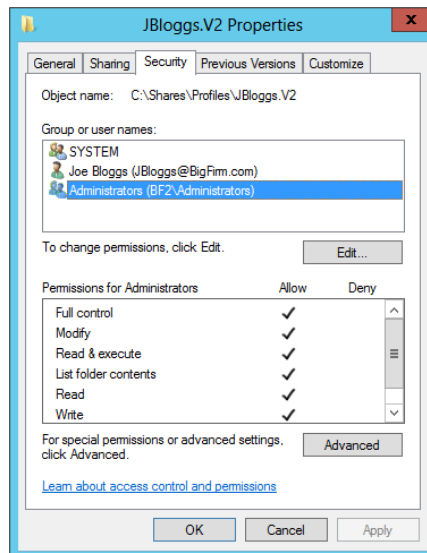 JBloggs.V2 Properties
x
General Sharing Security Previous Versions Customize
Object name: C:\Shares\Profiles\JBloggs.V2
Group or user names:
SYSTEM
Joe Bloggs (JBloggs@BigFirm.com)
Administrators (BF2\Administrators)
To change permissions, click Edit.
Edit...
Permissions for Administrators Allow Deny
Full control
Modify
Read & execute
List folder contents
Read
Write
For special permissions or advanced settings,
click Advanced.
Advanced
Learn about access control and permissions
OK Cancel Apply